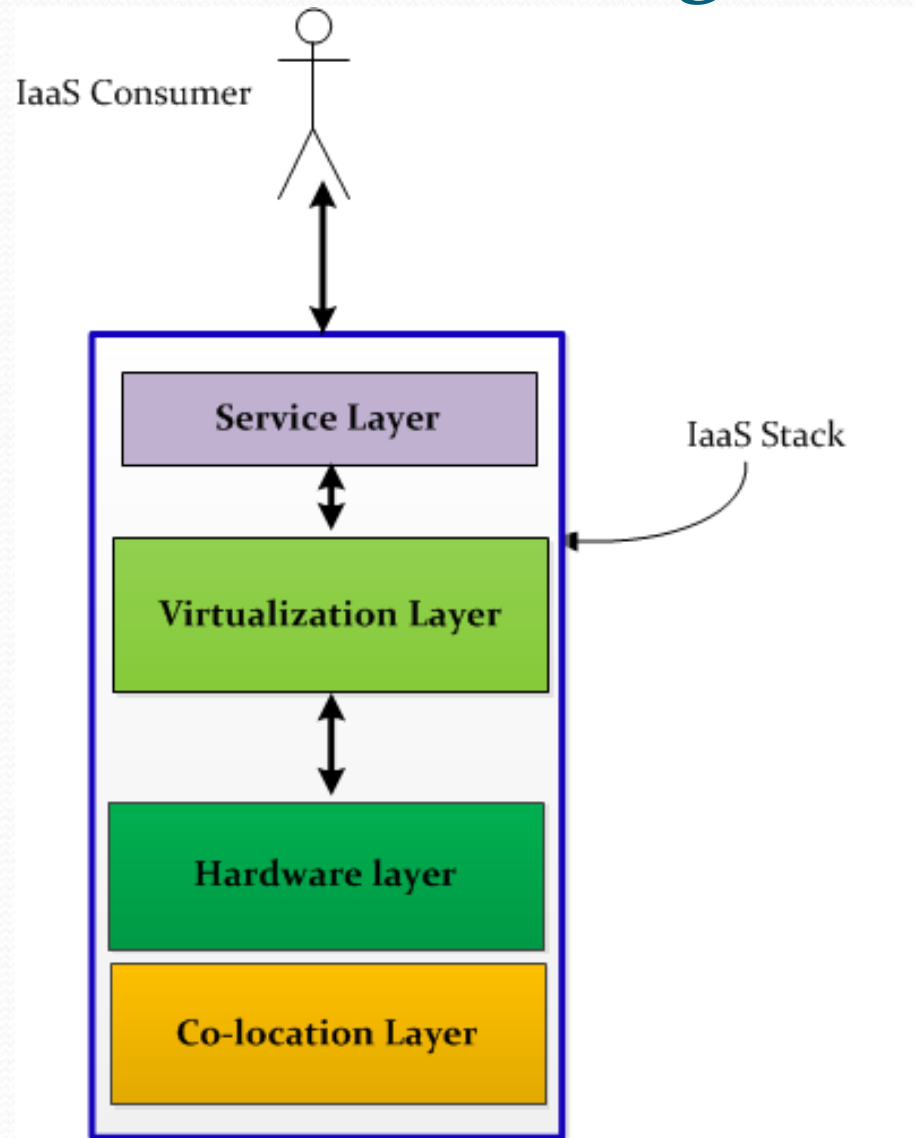 IaaS Consumer
Service Layer
IaaS Stack
Virtualization Layer
Hardware layer
Co-location Layer